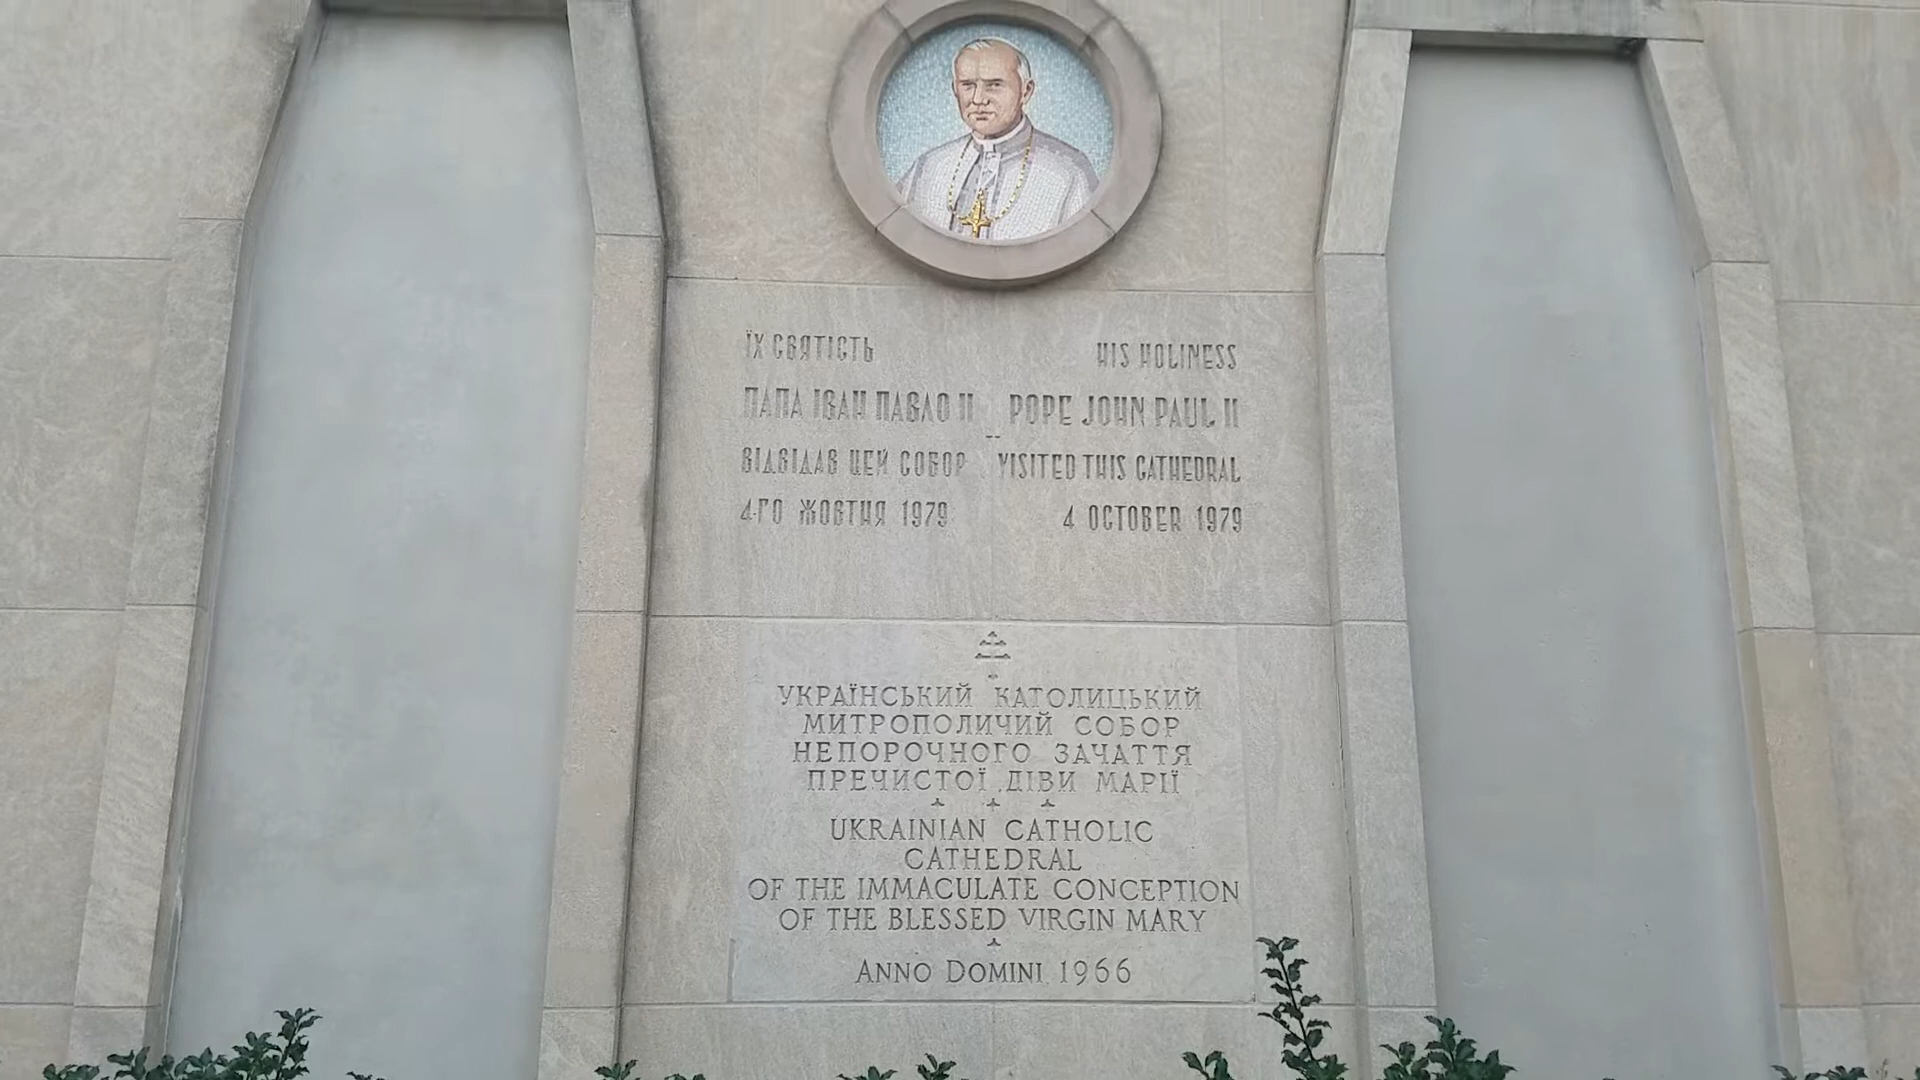 ЇХ СВЯТІСТЬ
ПАПА ІВАН ПАВЛО II
ВІДВІДАВ ЦЕЙ СОБОР
4-ГО ЖОВТНЯ 1979
HIS HOLINESS
POPE JOHN PAUL II
VISITED THIS CATHEDRAL
4 OCTOBER 1979
УКРАЇНСЬКИЙ КАТОЛИЦЬКИЙ
МИТРОПОЛИЧИЙ СОБОР
НЕПОРОЧНОГО ЗАЧАТТЯ
ПРЕЧИСТОЇ ДІВИ МАРІЇ
UKRAINIAN CATHOLIC
CATHEDRAL
OF THE IMMACULATE CONCEPTION
OF THE BLESSED VIRGIN MARY
ANNO DOMINI 1966